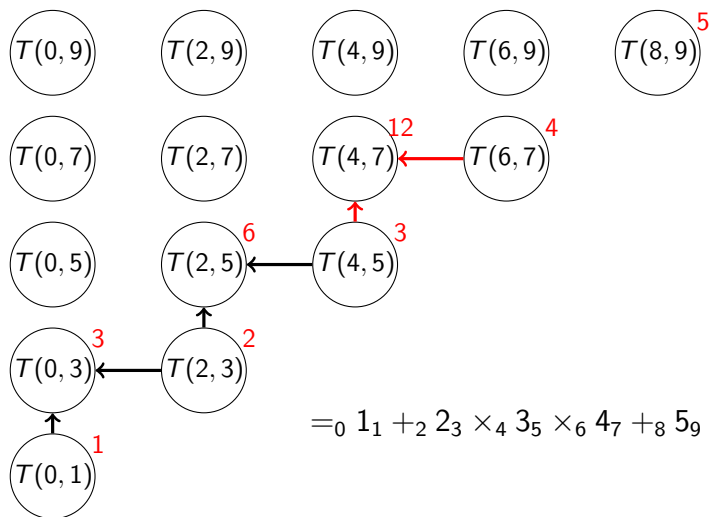 5
T(0, 9) T(2, 9) T(4, 9) T(6, 9) T(8, 9)
12 4
T(0, 7) T(2, 7) T(4, 7) T(6, 7)
6 3
T(0, 5) T(2, 5) T(4, 5)
3 2
T(0, 3) T(2, 3)
=₀ 1₁ +₂ 2₃ ×₄ 3₅ ×₆ 4₇ +₈ 5₉
1
T(0, 1)